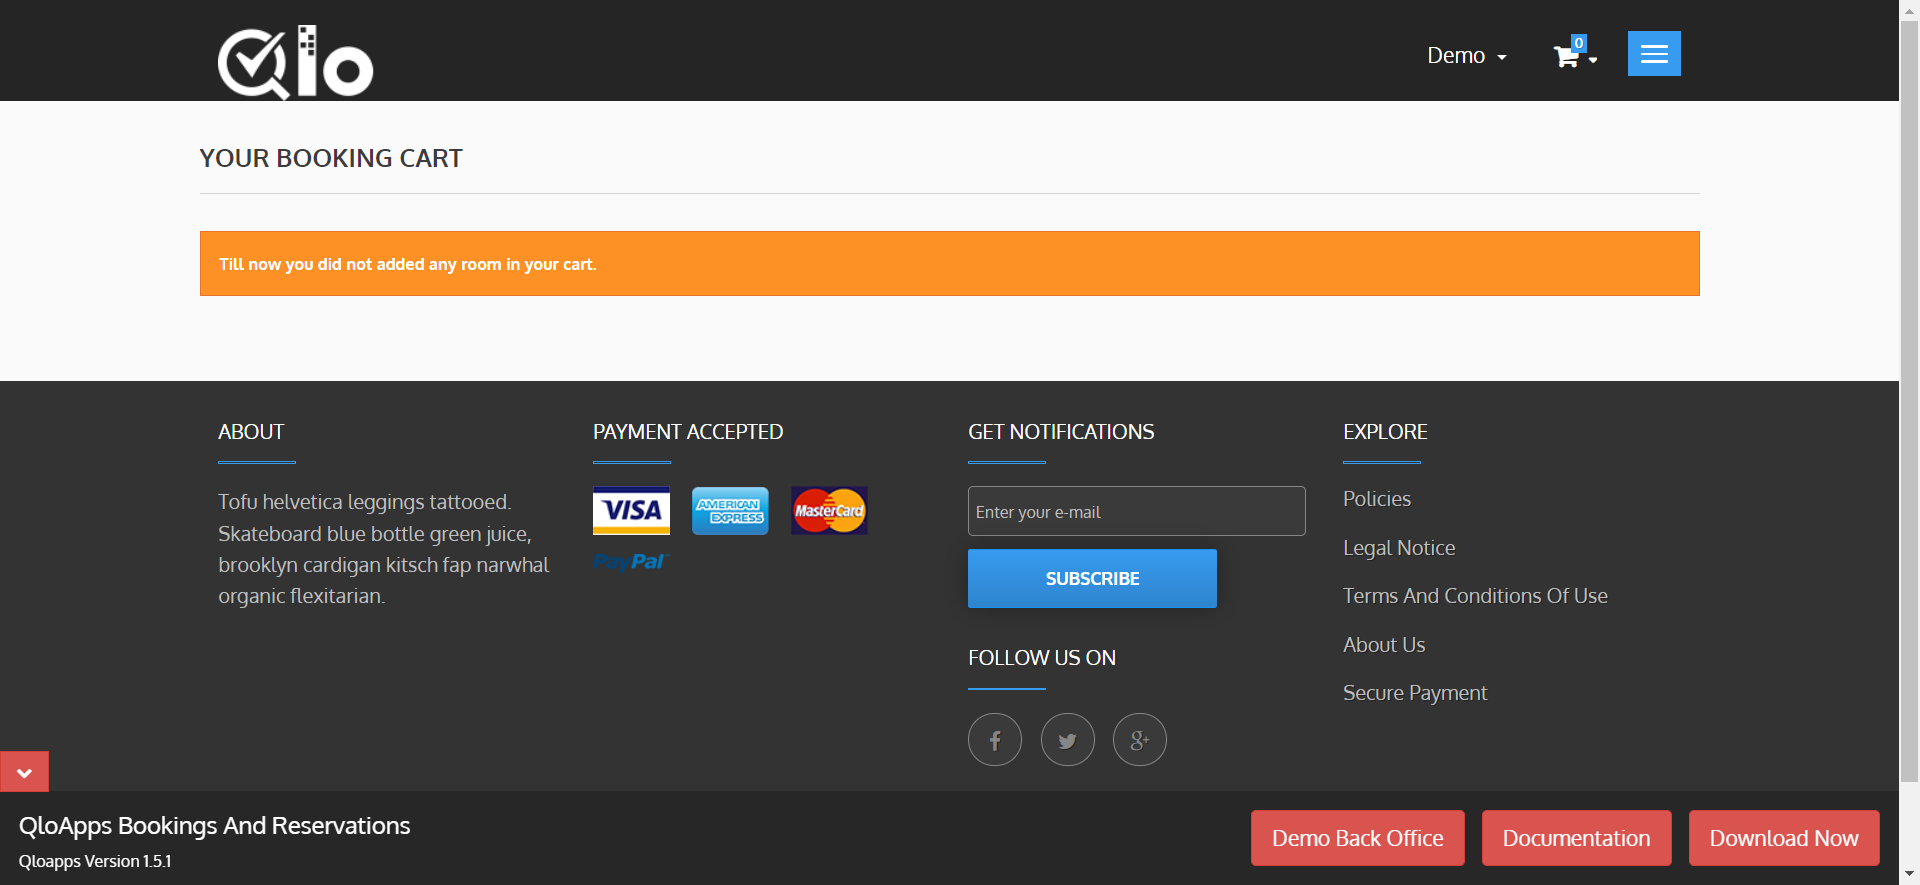 Qlo
Demo
0
YOUR BOOKING CART
Till now you did not added any room in your cart.
ABOUT
Tofu helvetica leggings tattooed.
Skateboard blue bottle green juice,
brooklyn cardigan kitsch fap narwhal
organic flexitarian.
PAYMENT ACCEPTED
VISA
AMERICAN
EXPRESS
MasterCard
PayPal
GET NOTIFICATIONS
Enter your e-mail
SUBSCRIBE
FOLLOW US ON
f
g+
EXPLORE
Policies
Legal Notice
Terms And Conditions Of Use
About Us
Secure Payment
QloApps Bookings And Reservations
Qloapps Version 1.5.1
Demo Back Office
Documentation
Download Now